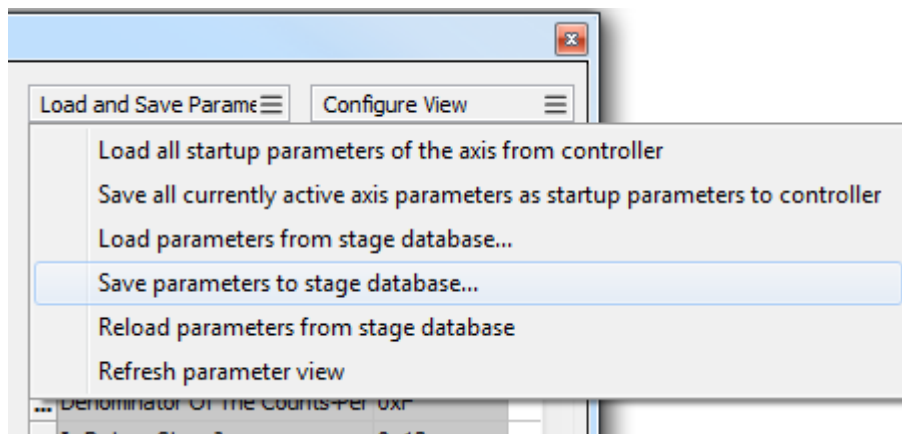 Load and Save Parame
Configure View
Load all startup parameters of the axis from controller
Save all currently active axis parameters as startup parameters to controller
Load parameters from stage database...
Save parameters to stage database...
Reload parameters from stage database
Refresh parameter view
... Denominator Of The Counts-Per 0xF